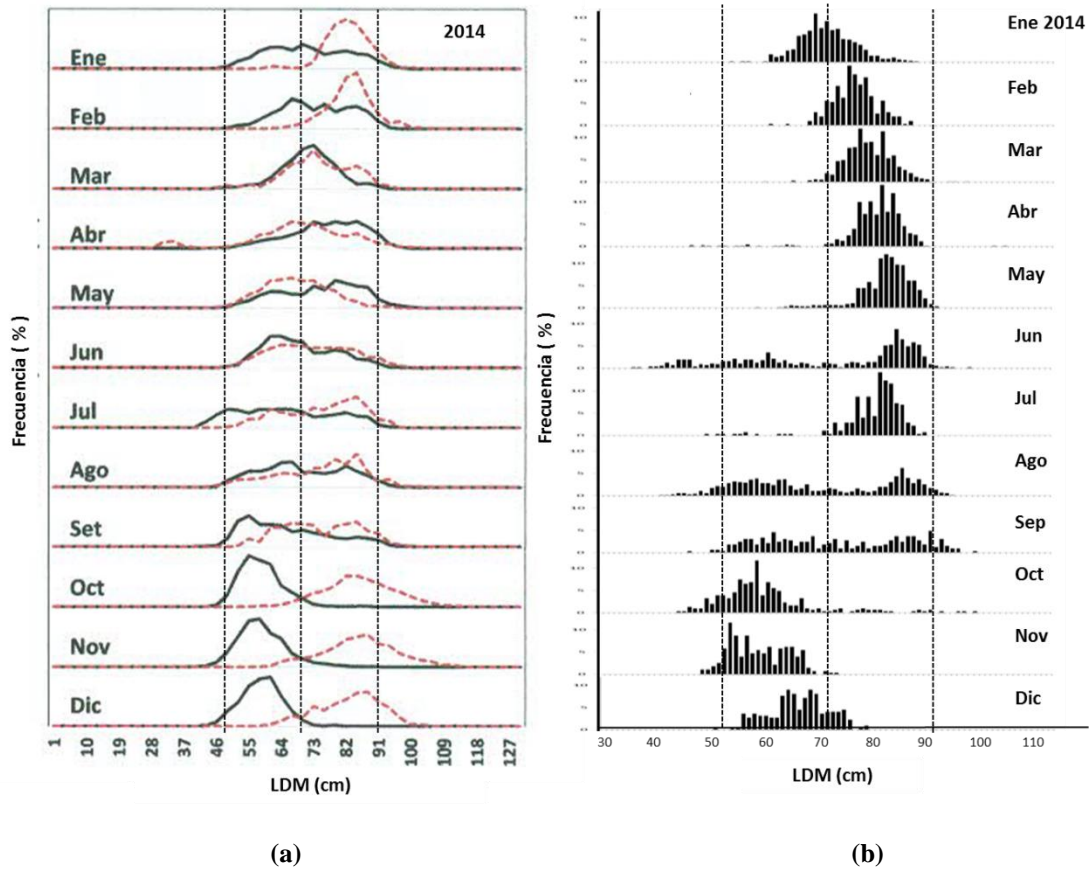 2014
Ene
Feb
Mar
Abr
May
Jun
Jul
Ago
Set
Oct
Nov
Dic
Frecuencia ( % )
1 10 19 28 37 46 55 64 73 82 91 100 109 118 127
LDM (cm)
(a)
Ene 2014
Feb
Mar
Abr
May
Jun
Jul
Ago
Sep
Oct
Nov
Dic
Frecuencia ( % )
30 40 50 60 70 80 90 100 110
LDM (cm)
(b)